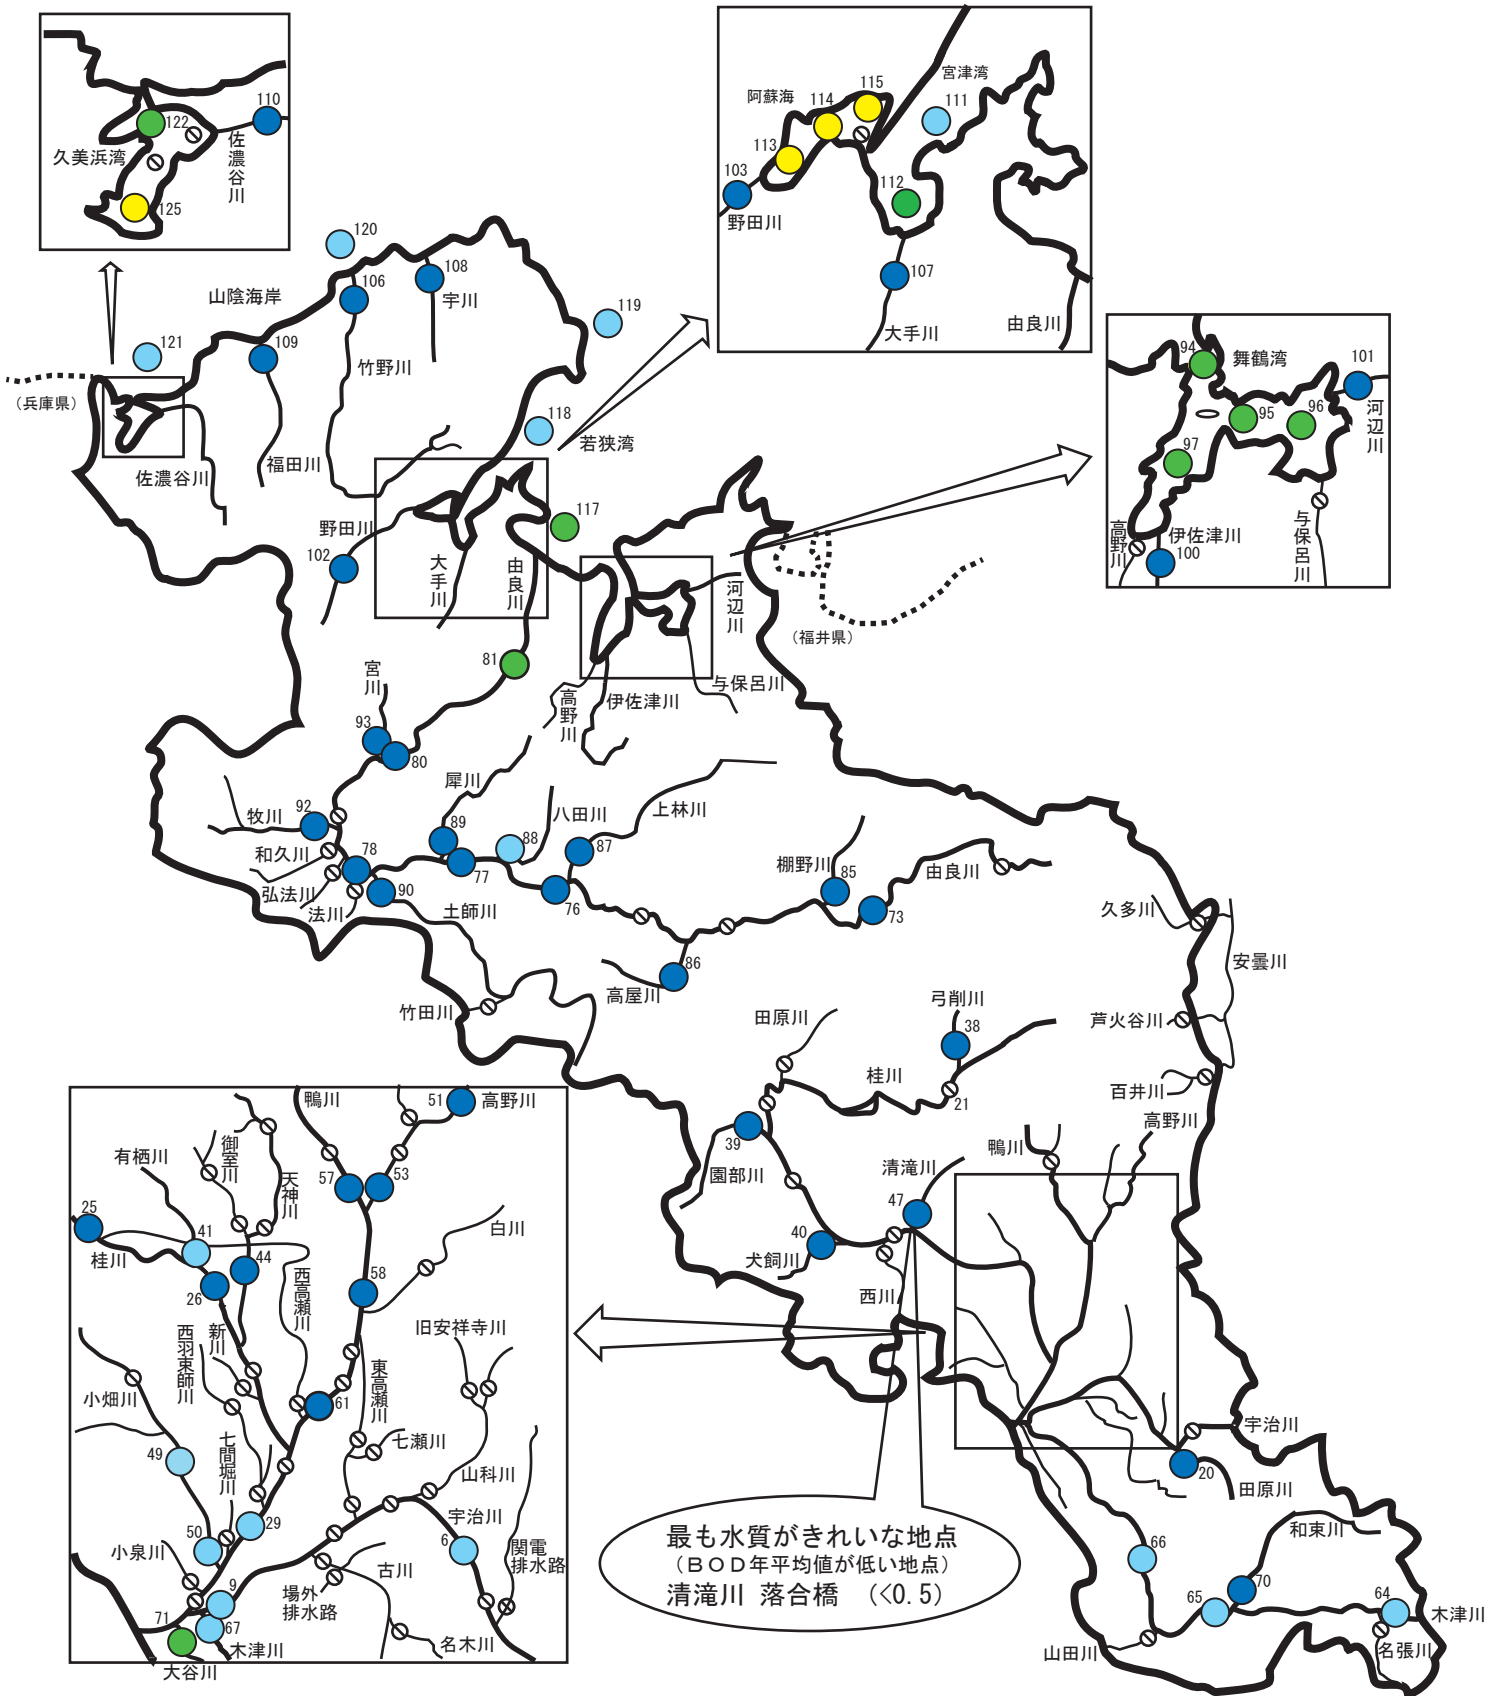 110
122
久美浜湾
佐濃谷川
125
阿蘇海
115
宮津湾
114
111
113
103
112
野田川
107
大手川
由良川
120
106
108
宇川
山陰海岸
119
121
109
竹野川
(兵庫県)
118
若狭湾
佐濃谷川
福田川
94
舞鶴湾
101
95
96
河辺川
97
高野川
伊佐津川
100
与保呂川
野田川
102
大手川
由良川
117
河辺川
(福井県)
81
宮川
高野川
伊佐津川
与保呂川
93
80
犀川
牧川
92
89
88
八田川
上林川
87
和久川
78
77
弘法川
90
76
法川
土師川
棚野川
85
73
由良川
86
高屋川
竹田川
久多川
安曇川
芦火谷川
百井川
田原川
弓削川
38
桂川
21
39
園部川
清滝川
47
鴨川
高野川
40
犬飼川
西川
鴨川
51
高野川
御室川
有栖川
天神川
57
53
25
41
桂川
44
26
白川
西高瀬川
58
新川
西羽束師川
旧安祥寺川
小畑川
東高瀬川
61
七瀬川
49
七間堀川
山科川
29
50
宇治川
6
小泉川
関電
排水路
古川
9
場外
排水路
71
67
木津川
名木川
大谷川
宇治川
20
田原川
最も水質がきれいな地点
(BOD年平均値が低い地点)
清滝川 落合橋 (<0.5)
和束川
66
70
65
64
木津川
山田川
名張川